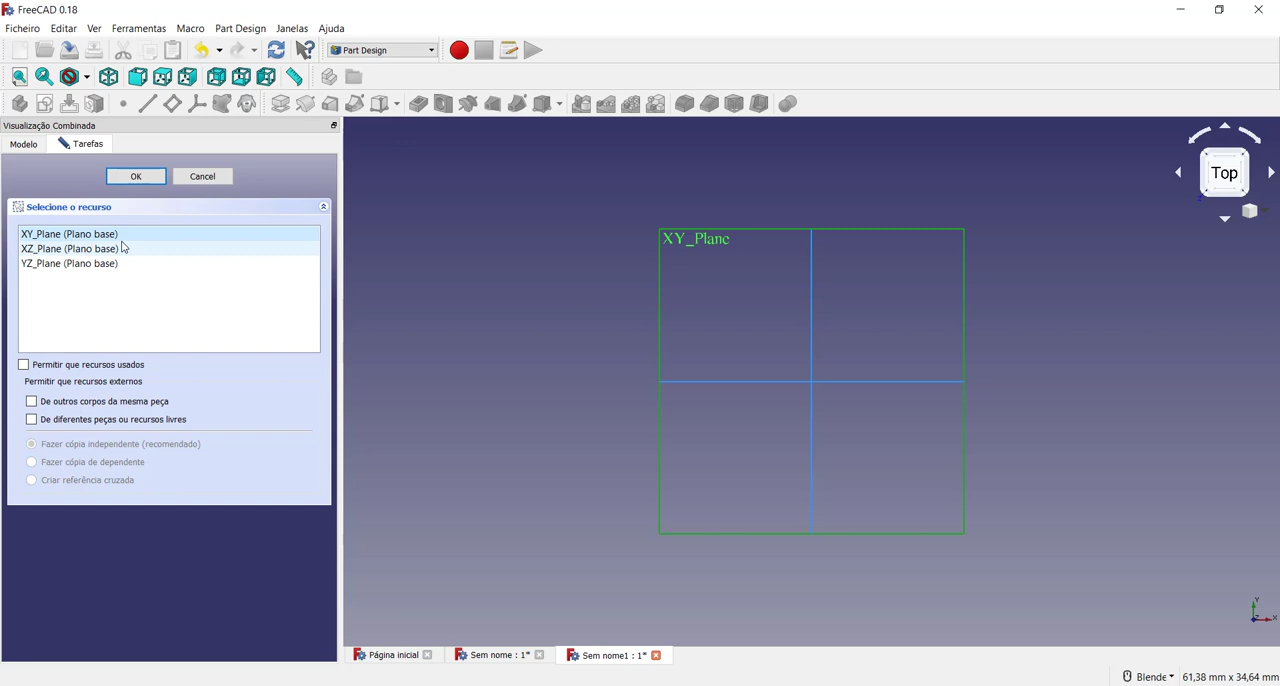 FreeCAD 0.18
Ficheiro Editar Ver Ferramentas Macro Part Design Janelas Ajuda
Part Design
Visualização Combinada
Modelo Tarefas
OK Cancel
Selecione o recurso
XY_Plane (Plano base)
XZ_Plane (Plano base)
YZ_Plane (Plano base)
Permitir que recursos usados
Permitir que recursos externos
De outros corpos da mesma peça
De diferentes peças ou recursos livres
Fazer cópia independente (recomendado)
Fazer cópia de dependente
Criar referência cruzada
XY_Plane
Top
Z
Y
Z X
Página inicial Sem nome : 1* Sem nome1 : 1*
Blende 61,38 mm x 34,64 mm